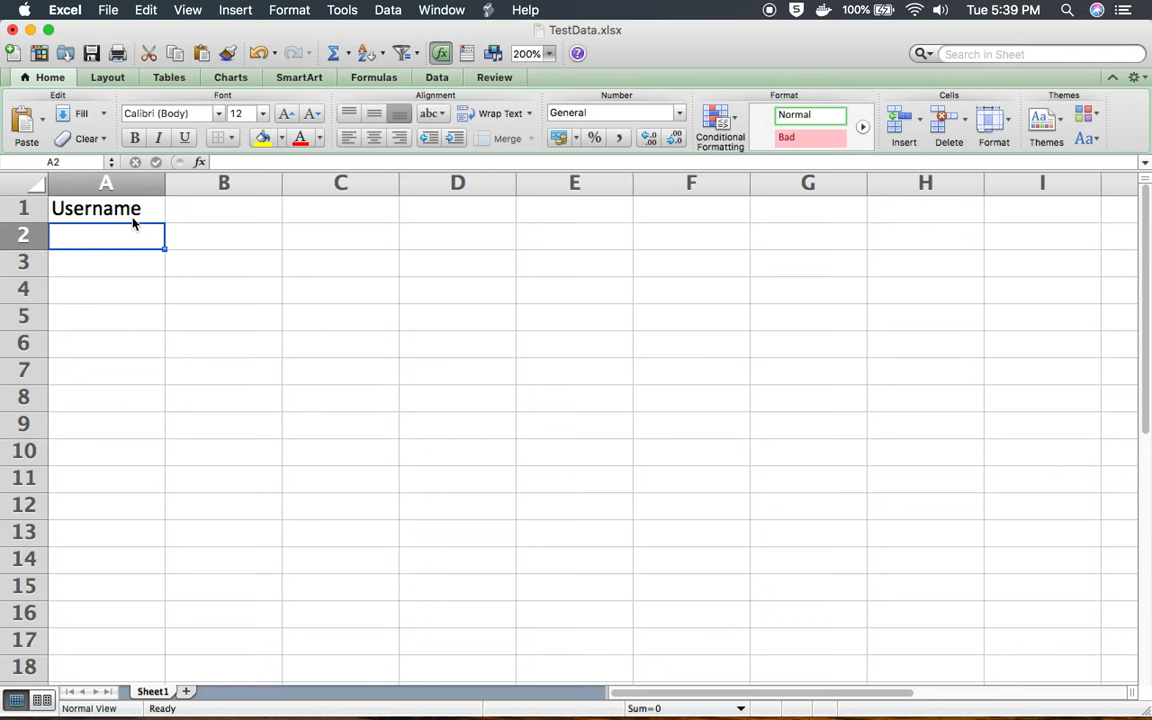 Excel File Edit View Insert Format Tools Data Window Help 100% Tue 5:39 PM
TestData.xlsx
200% Search in Sheet
Home Layout Tables Charts SmartArt Formulas Data Review
Edit Font Alignment Number Format Cells Themes
Fill Calibri (Body) 12 abc Wrap Text General Normal
Paste Clear B I U A Merge % , Conditional Formatting Bad Insert Delete Format Themes Aa
A2 fx
A B C D E F G H I
1 Username
2
3
4
5
6
7
8
9
10
11
12
13
14
15
16
17
18
Sheet1
Normal View Ready Sum=0